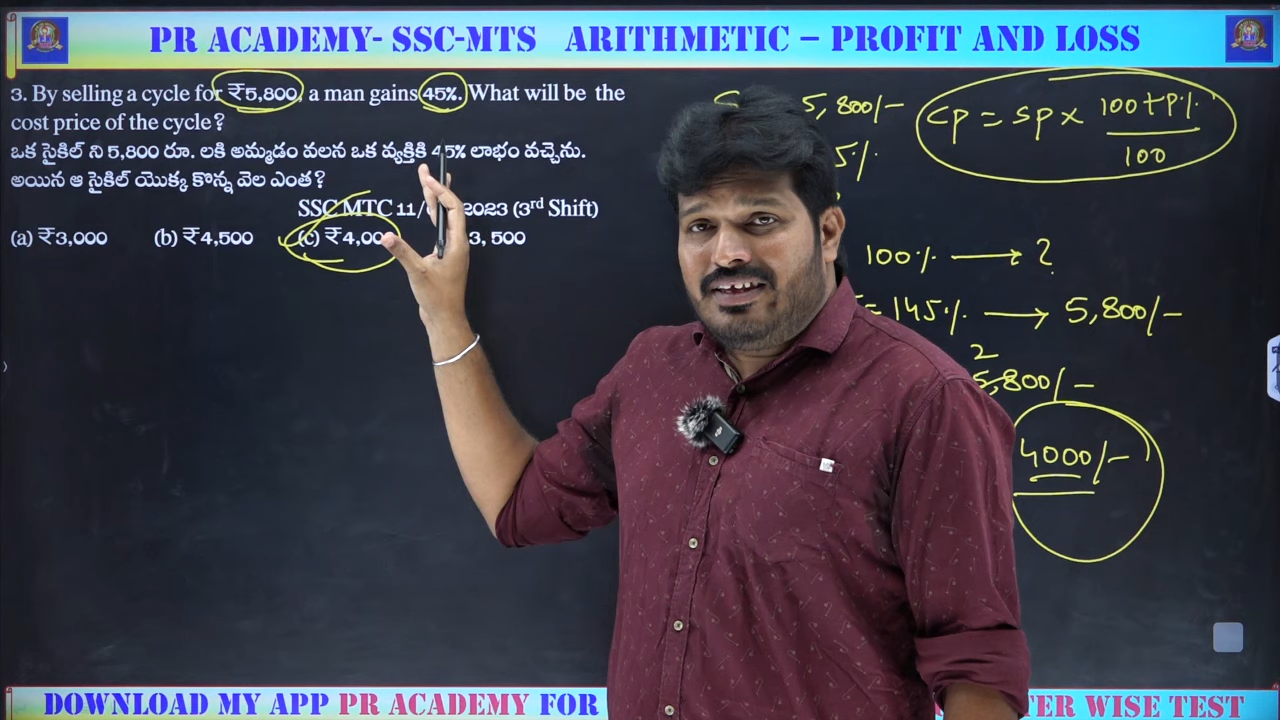 PR ACADEMY- SSC-MTS ARITHMETIC – PROFIT AND LOSS
3. By selling a cycle for ₹5,800, a man gains 45%. What will be the
cost price of the cycle?
ఒక సైకిల్ ని 5,800 రూ. లకి అమ్మడం వలన ఒక వ్యక్తికి 45% లాభం వచ్చెను.
అయిన ఆ సైకిల్ యొక్క కొన్న వెల ఎంత?
SSC MTC 11/ 2023 (3rd Shift)
(a) ₹3,000 (b) ₹4,500 (c) ₹4,00 3, 500
5,800/-
5%
CP = SP × 100+P% / 100
100% → ?
= 145% → 5,800/-
2
5,800/-
4000/-
DOWNLOAD MY APP PR ACADEMY FOR WISE TEST